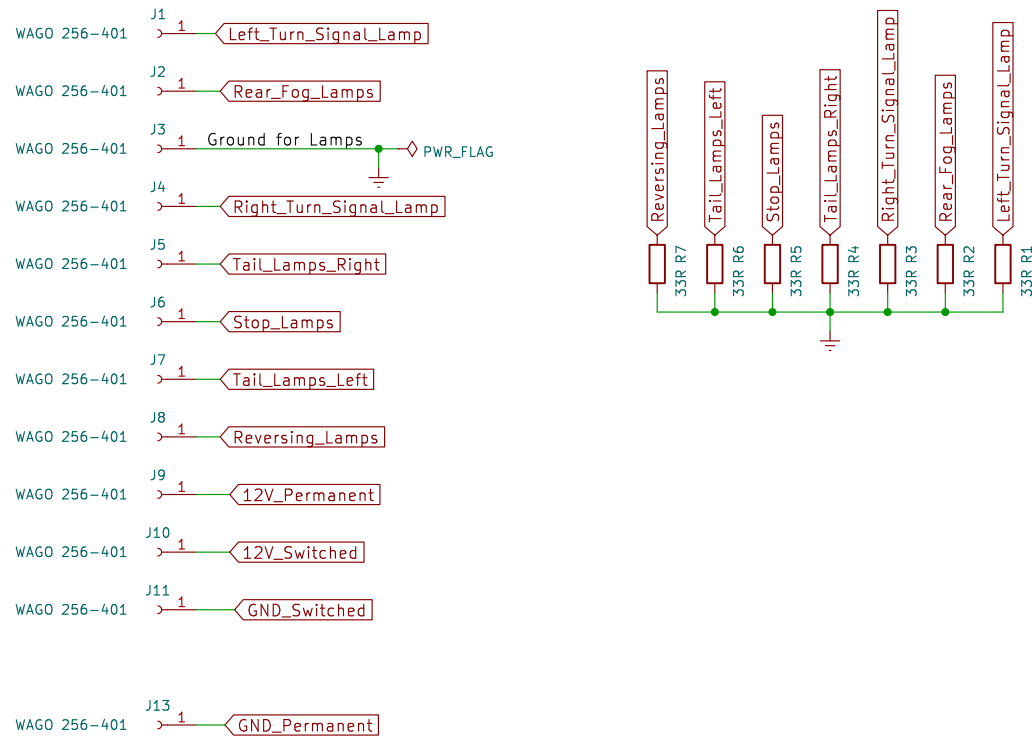 J1
WAGO 256-401 1 Left_Turn_Signal_Lamp
J2
WAGO 256-401 1 Rear_Fog_Lamps
J3
WAGO 256-401 1 Ground for Lamps PWR_FLAG
J4
WAGO 256-401 1 Right_Turn_Signal_Lamp
J5
WAGO 256-401 1 Tail_Lamps_Right
J6
WAGO 256-401 1 Stop_Lamps
J7
WAGO 256-401 1 Tail_Lamps_Left
J8
WAGO 256-401 1 Reversing_Lamps
J9
WAGO 256-401 1 12V_Permanent
J10
WAGO 256-401 1 12V_Switched
J11
WAGO 256-401 1 GND_Switched
J13
WAGO 256-401 1 GND_Permanent
Reversing_Lamps
33R R7
Tail_Lamps_Left
33R R6
Stop_Lamps
33R R5
Tail_Lamps_Right
33R R4
Right_Turn_Signal_Lamp
33R R3
Rear_Fog_Lamps
33R R2
Left_Turn_Signal_Lamp
33R R1